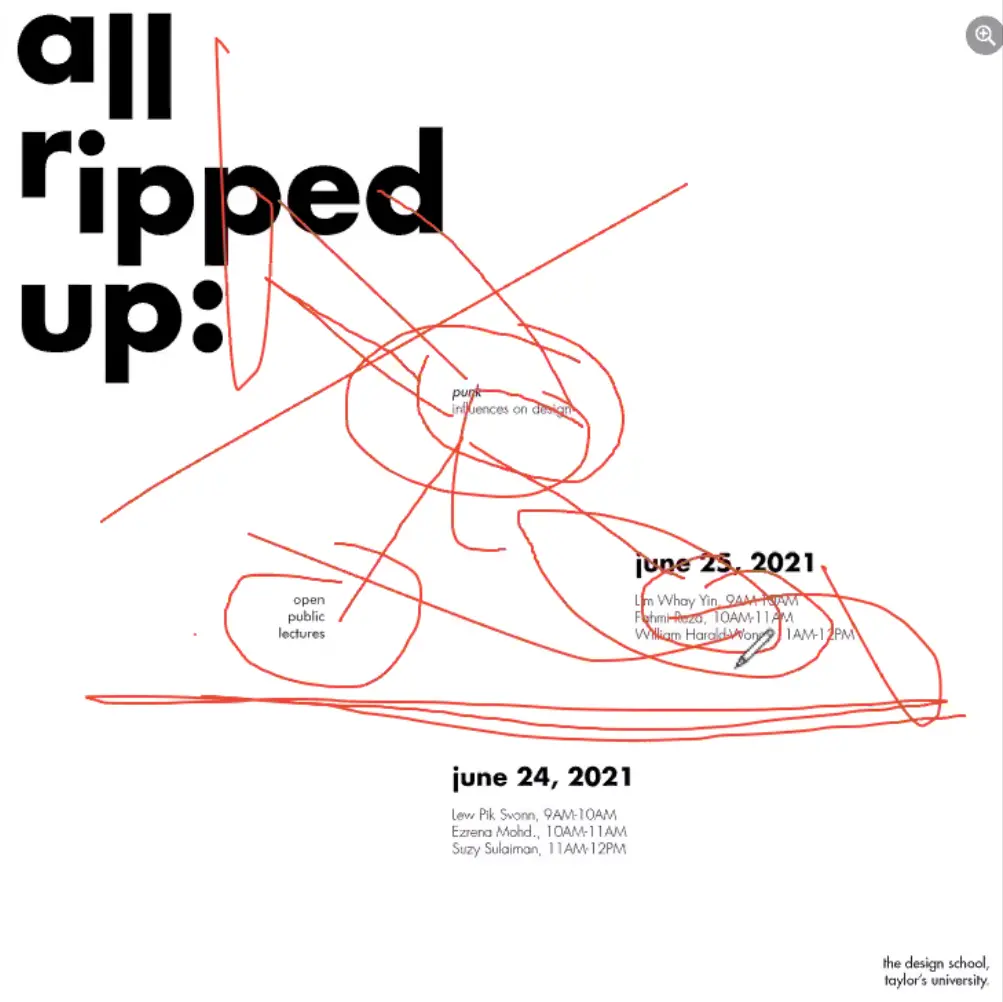 all
ripped
up:
punk
influences on design
june 25, 2021
Lim Whay Yin, 9AM-10AM
Fahmi Reza, 10AM-11AM
William Harald-Wong, 11AM-12PM
open
public
lectures
june 24, 2021
Lew Pik Svonn, 9AM-10AM
Ezrena Mohd., 10AM-11AM
Suzy Sulaiman, 11AM-12PM
the design school,
taylor's university.